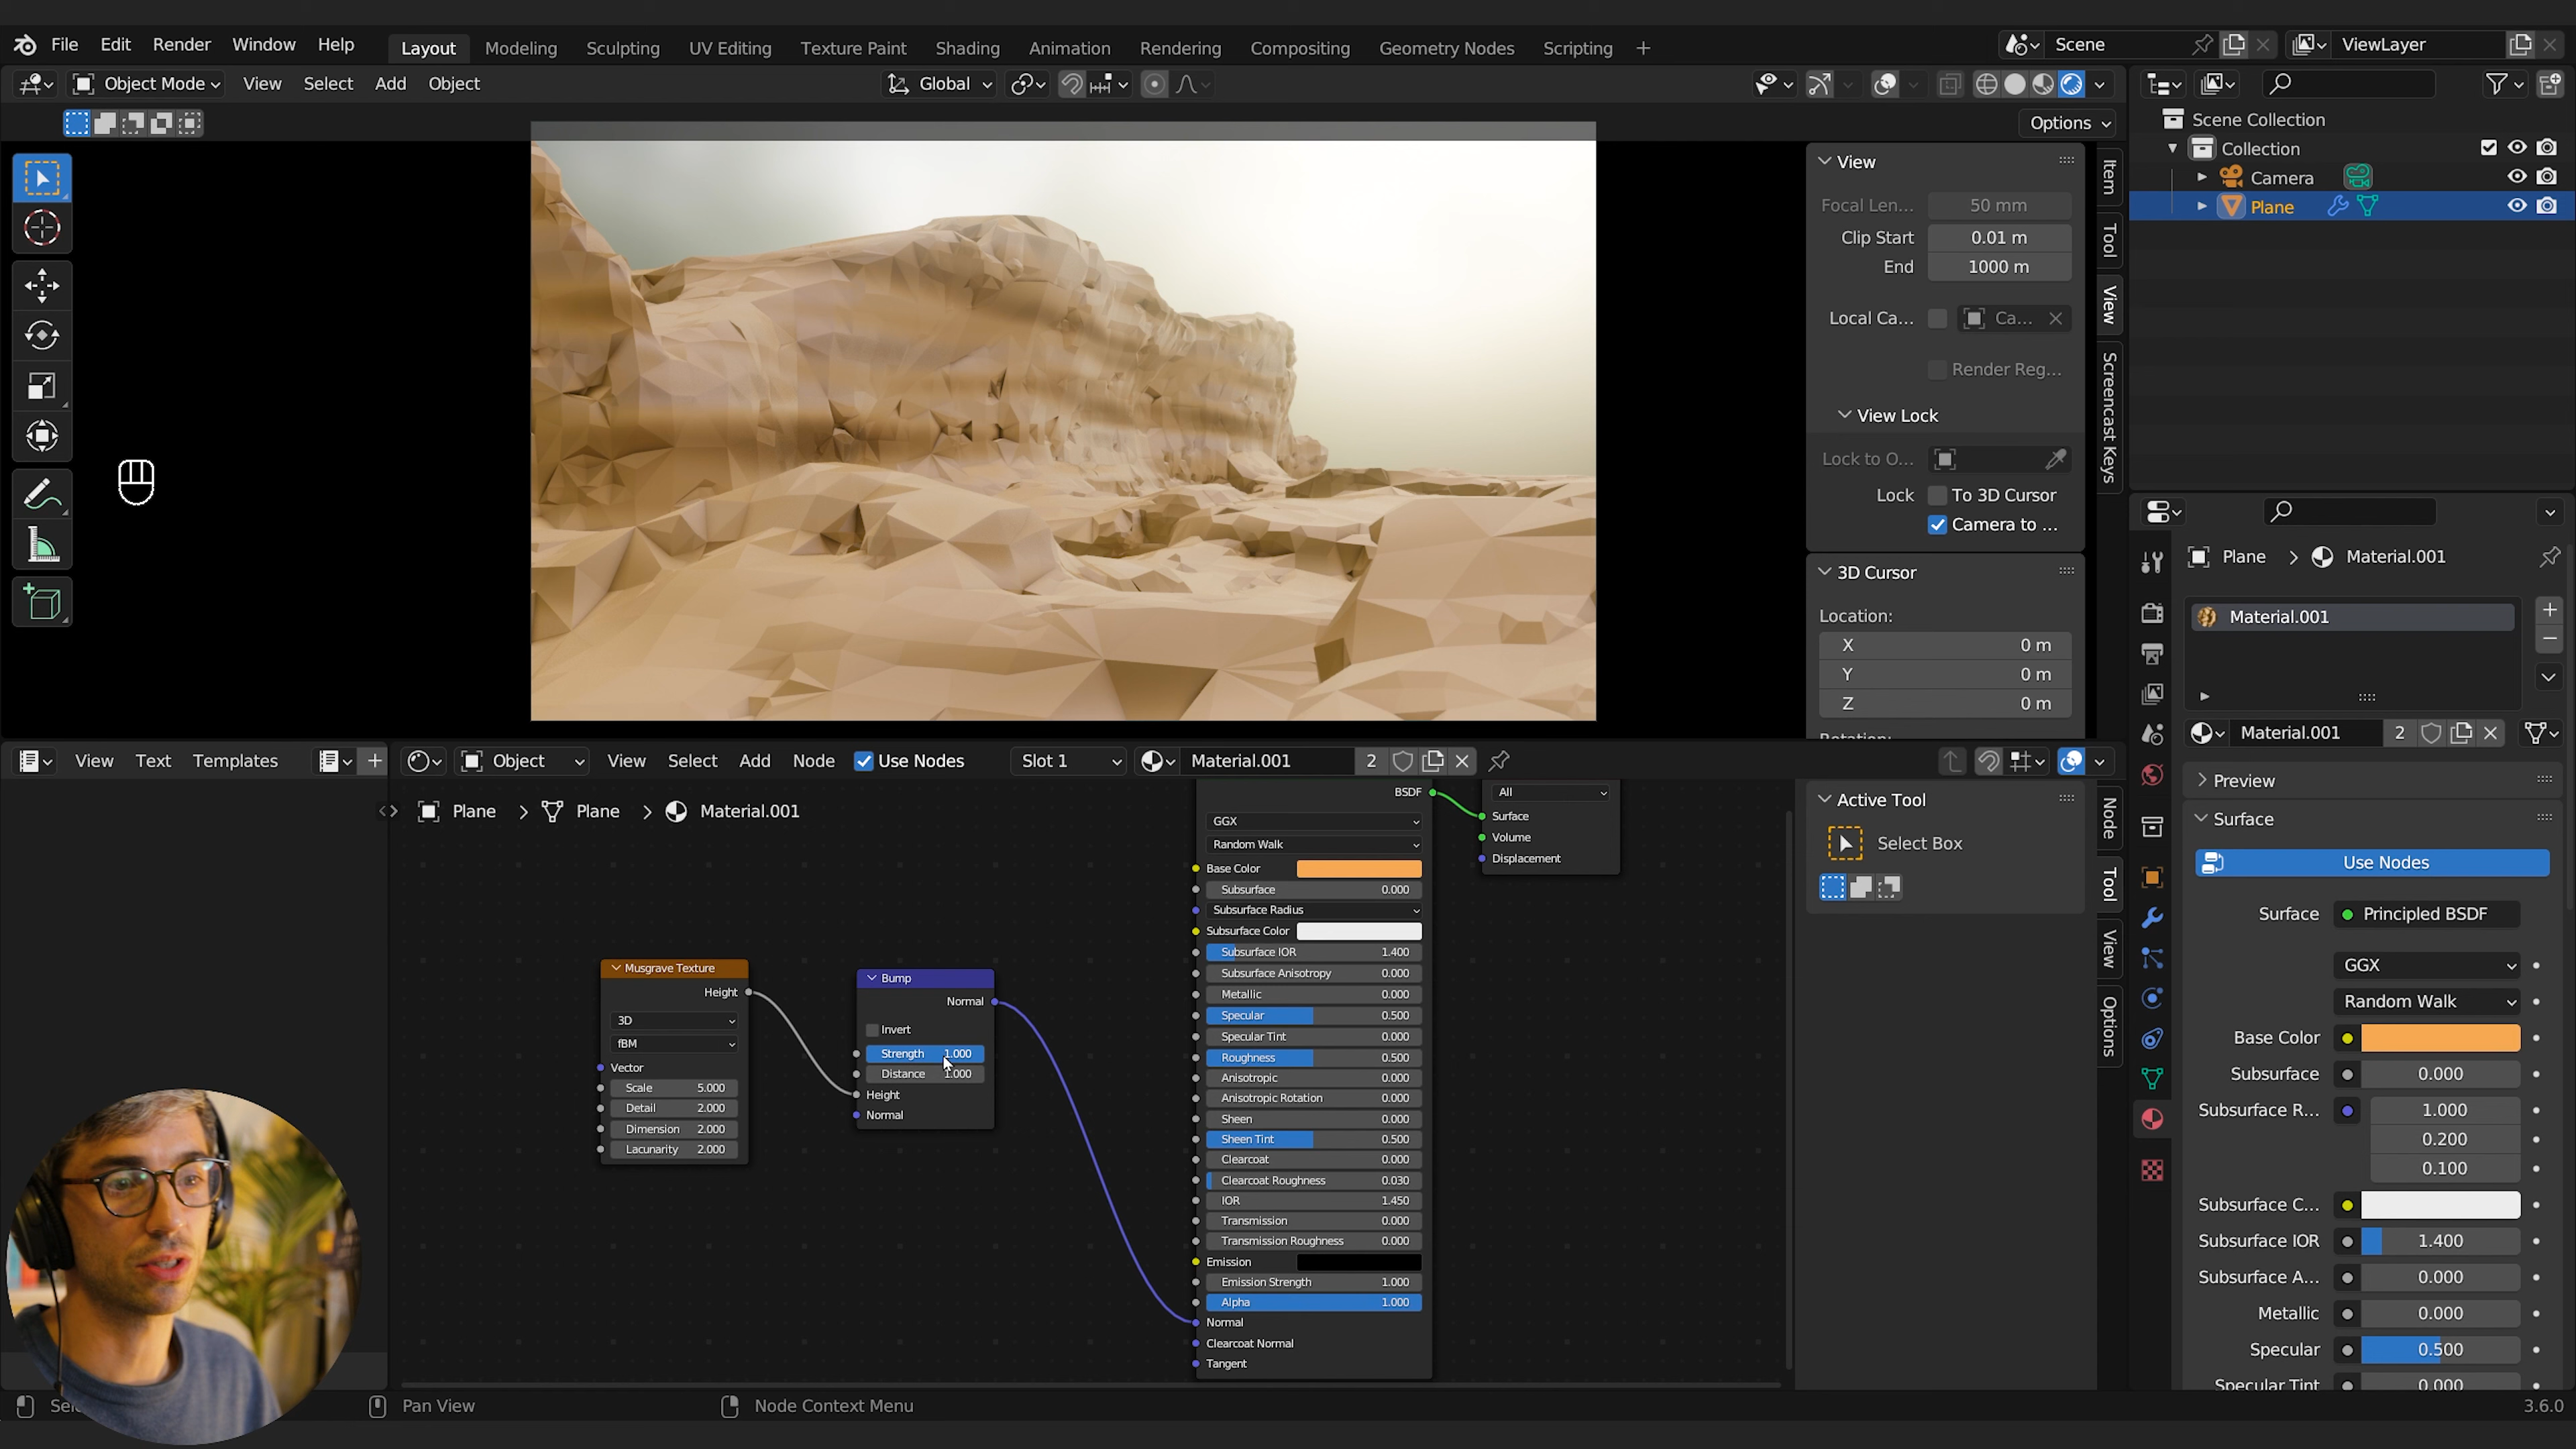 File Edit Render Window Help Layout Modeling Sculpting UV Editing Texture Paint Shading Animation Rendering Compositing Geometry Nodes Scripting + Scene ViewLayer
Object Mode View Select Add Object Global
Options
Scene Collection
Collection
Camera
Plane
View
Focal Len... 50 mm
Clip Start 0.01 m
End 1000 m
Local Ca... Ca...
Render Reg...
View Lock
Lock to O...
Lock To 3D Cursor
Camera to ...
3D Cursor
Location:
X 0 m
Y 0 m
Z 0 m
Item
Tool
View
Screencast Keys
Plane > Material.001
Material.001
Material.001 2
Preview
Surface
Use Nodes
Surface Principled BSDF
GGX
Random Walk
Base Color
Subsurface 0.000
Subsurface R... 1.000
0.200
0.100
Subsurface C...
Subsurface IOR 1.400
Subsurface A... 0.000
Metallic 0.000
Specular 0.500
Specular Tint 0.000
View Text Templates
Object View Select Add Node Use Nodes Slot 1 Material.001 2
Plane > Plane > Material.001
Musgrave Texture
Height
3D
fBM
Vector
Scale 5.000
Detail 2.000
Dimension 2.000
Lacunarity 2.000
Bump
Normal
Invert
Strength 1.000
Distance 1.000
Height
Normal
BSDF
GGX
Random Walk
Base Color
Subsurface 0.000
Subsurface Radius
Subsurface Color
Subsurface IOR 1.400
Subsurface Anisotropy 0.000
Metallic 0.000
Specular 0.500
Specular Tint 0.000
Roughness 0.500
Anisotropic 0.000
Anisotropic Rotation 0.000
Sheen 0.000
Sheen Tint 0.500
Clearcoat 0.000
Clearcoat Roughness 0.030
IOR 1.450
Transmission 0.000
Transmission Roughness 0.000
Emission
Emission Strength 1.000
Alpha 1.000
Normal
Clearcoat Normal
Tangent
All
Surface
Volume
Displacement
Active Tool
Select Box
Node
Tool
View
Options
Pan View
Node Context Menu
3.6.0